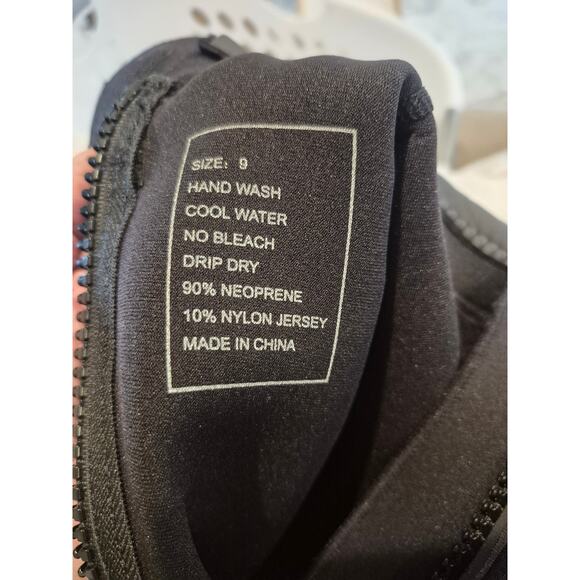 SIZE: 9
HAND WASH
COOL WATER
NO BLEACH
DRIP DRY
90% NEOPRENE
10% NYLON JERSEY
MADE IN CHINA